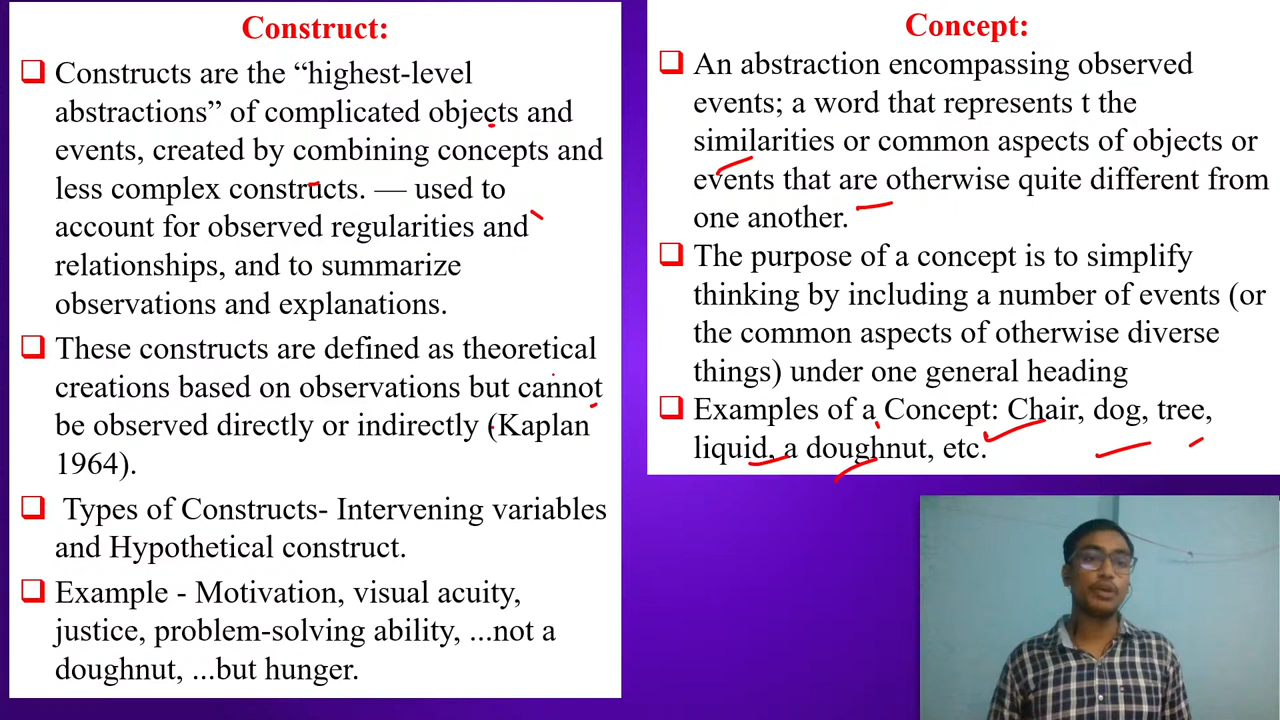 Construct:
❑ Constructs are the “highest-level
abstractions” of complicated objects and
events, created by combining concepts and
less complex constructs. — used to
account for observed regularities and
relationships, and to summarize
observations and explanations.
❑ These constructs are defined as theoretical
creations based on observations but cannot
be observed directly or indirectly (Kaplan
1964).
❑ Types of Constructs- Intervening variables
and Hypothetical construct.
❑ Example - Motivation, visual acuity,
justice, problem-solving ability, ...not a
doughnut, ...but hunger.
Concept:
❑ An abstraction encompassing observed
events; a word that represents t the
similarities or common aspects of objects or
events that are otherwise quite different from
one another.
❑ The purpose of a concept is to simplify
thinking by including a number of events (or
the common aspects of otherwise diverse
things) under one general heading
❑ Examples of a Concept: Chair, dog, tree,
liquid, a doughnut, etc.